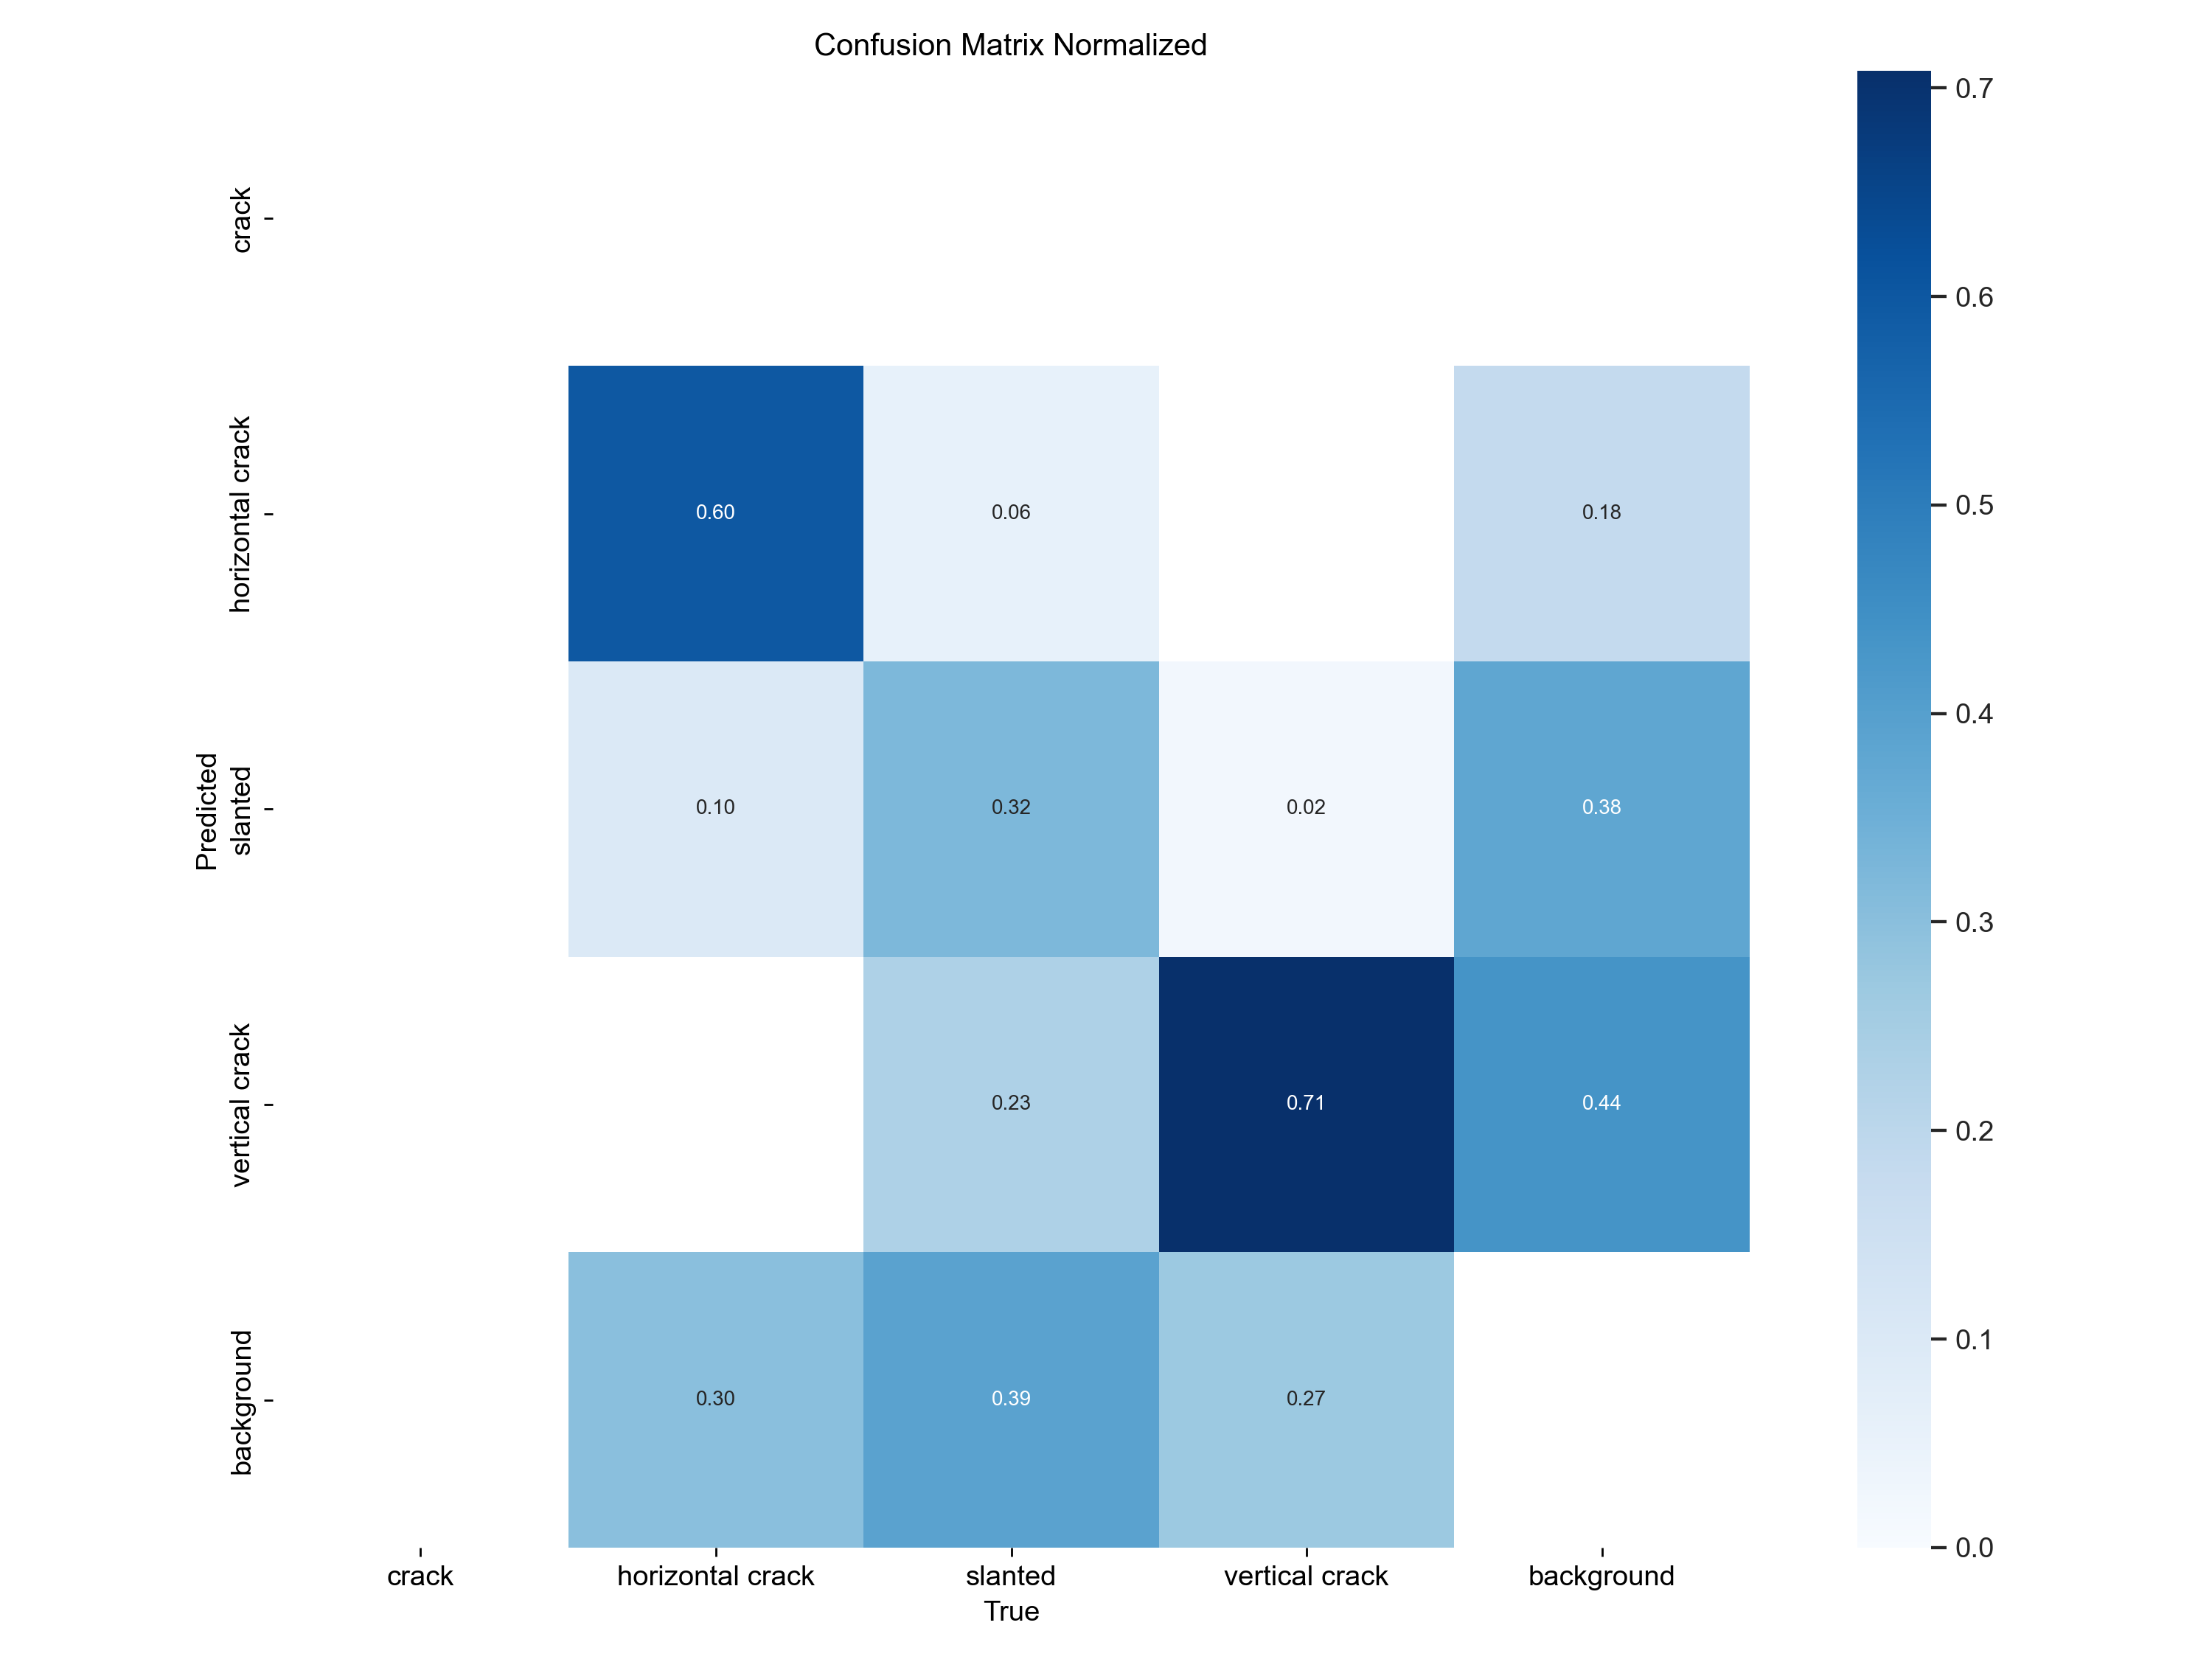 Confusion Matrix Normalized
crack
horizontal crack
slanted
vertical crack
background
Predicted
0.60
0.06
0.18
0.10
0.32
0.02
0.38
0.23
0.71
0.44
0.30
0.39
0.27
crack
horizontal crack
slanted
vertical crack
background
True
0.7
0.6
0.5
0.4
0.3
0.2
0.1
0.0